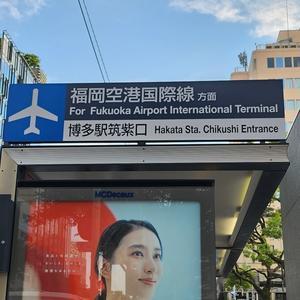 福岡空港国際線 方面
For Fukuoka Airport International Terminal
博多駅筑紫口 Hakata Sta. Chikushi Entrance
MCDecaux